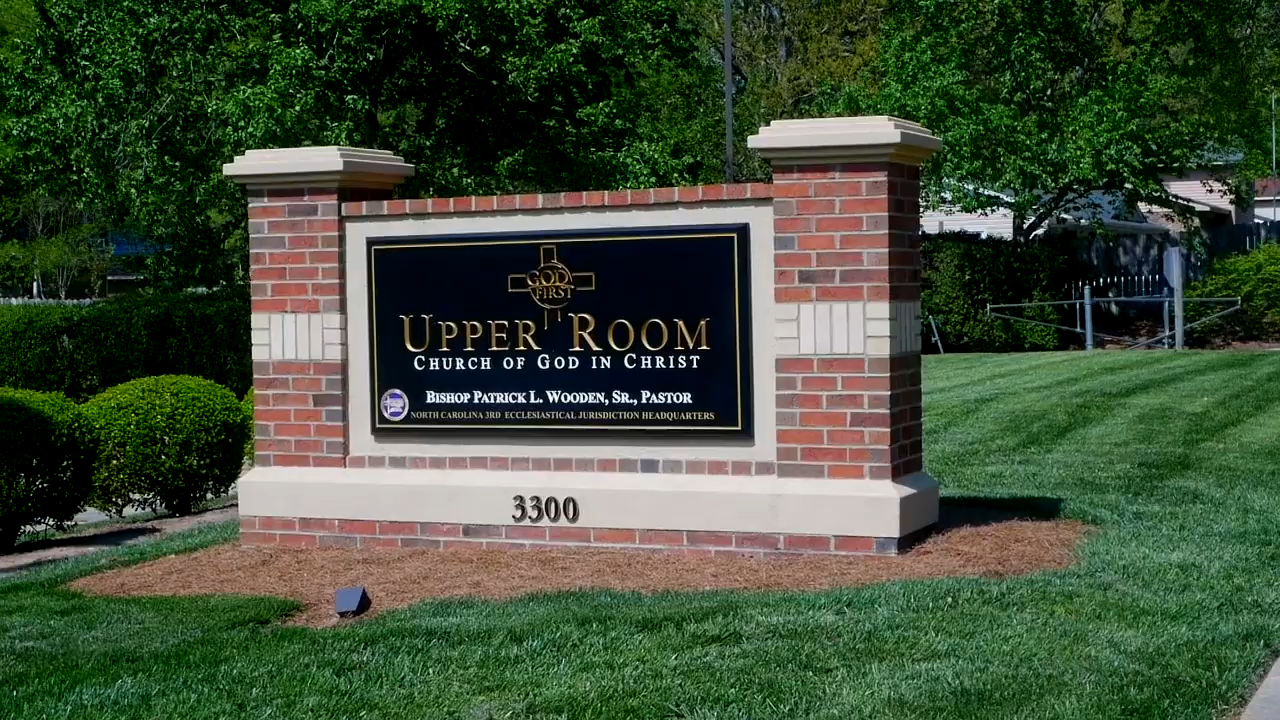 GOD
FIRST
UPPER ROOM
CHURCH OF GOD IN CHRIST
BISHOP PATRICK L. WOODEN, SR., PASTOR
NORTH CAROLINA 3RD ECCLESIASTICAL JURISDICTION HEADQUARTERS
3300